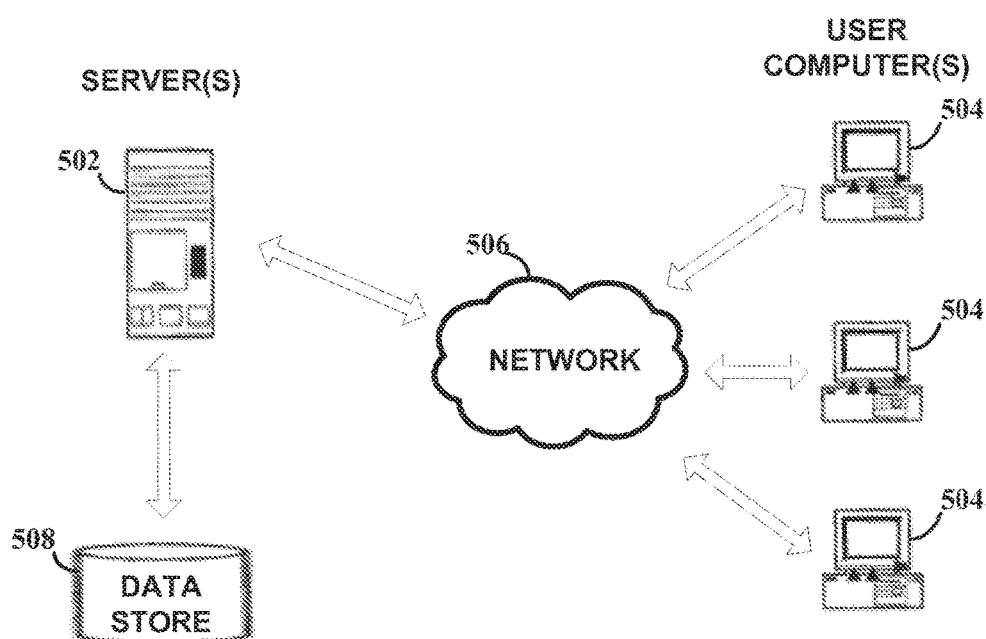 USER
COMPUTER(S)
SERVER(S)
504
502
506
NETWORK
504
504
508
DATA
STORE